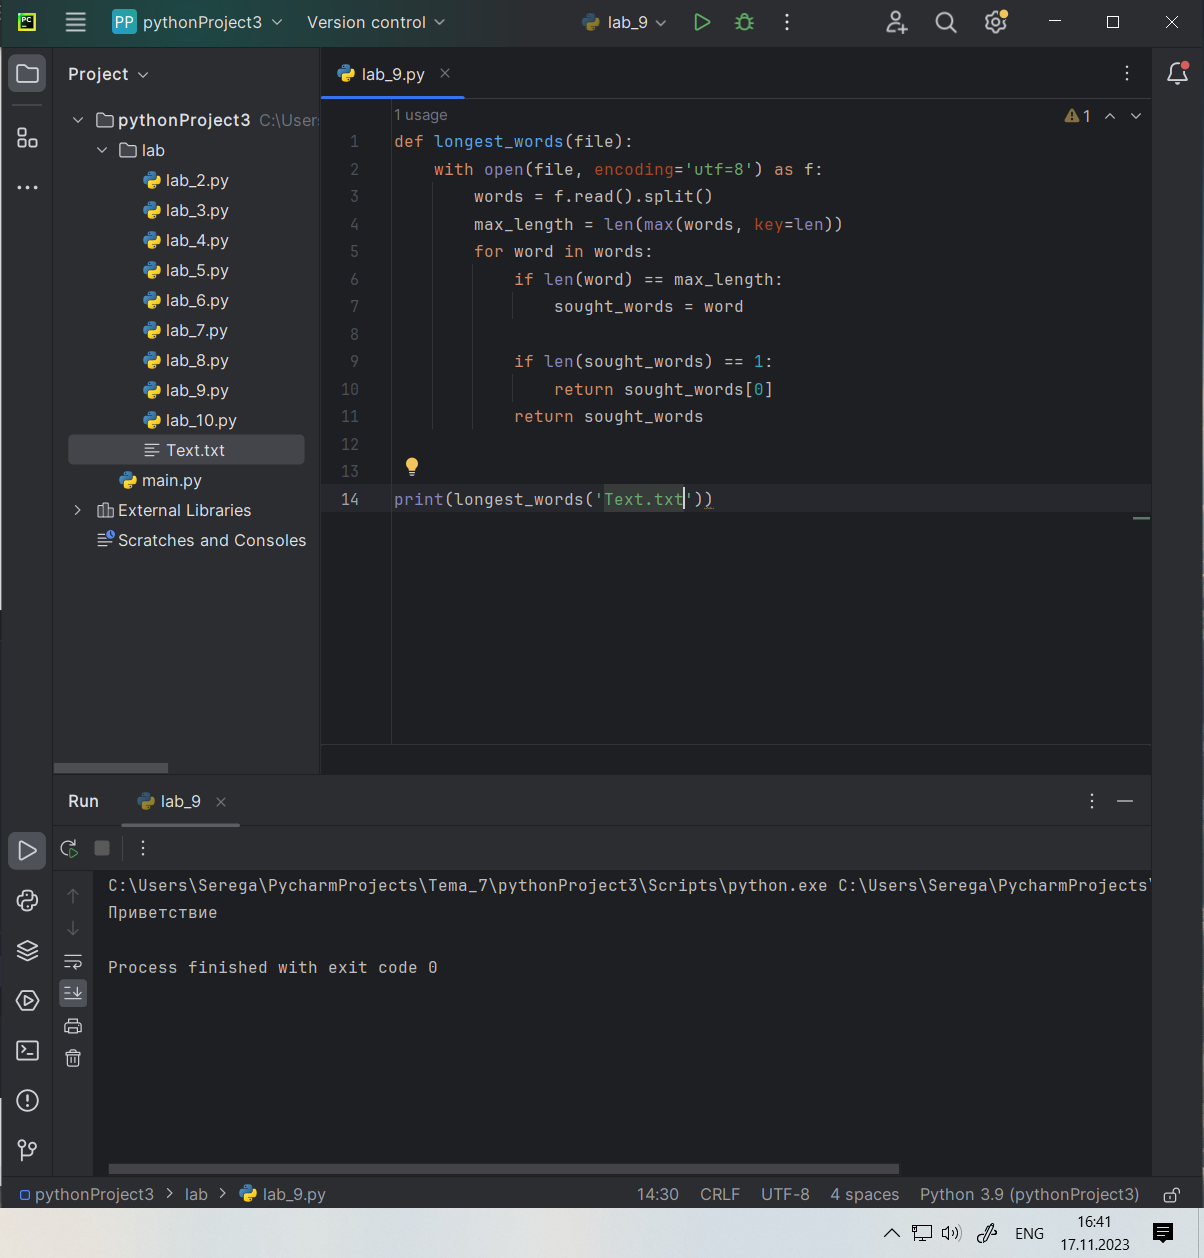 PP pythonProject3 Version control lab_9
Project
lab_9.py
pythonProject3 C:\Users
lab
lab_2.py
lab_3.py
lab_4.py
lab_5.py
lab_6.py
lab_7.py
lab_8.py
lab_9.py
lab_10.py
Text.txt
main.py
External Libraries
Scratches and Consoles
1 usage
1
1 def longest_words(file):
2 with open(file, encoding='utf=8') as f:
3 words = f.read().split()
4 max_length = len(max(words, key=len))
5 for word in words:
6 if len(word) == max_length:
7 sought_words = word
8
9 if len(sought_words) == 1:
10 return sought_words[0]
11 return sought_words
12
13
14 print(longest_words('Text.txt'))
Run lab_9
C:\Users\Serega\PycharmProjects\Tema_7\pythonProject3\Scripts\python.exe C:\Users\Serega\PycharmProjects\
Приветствие
Process finished with exit code 0
pythonProject3 > lab > lab_9.py 14:30 CRLF UTF-8 4 spaces Python 3.9 (pythonProject3)
ENG 16:41
17.11.2023